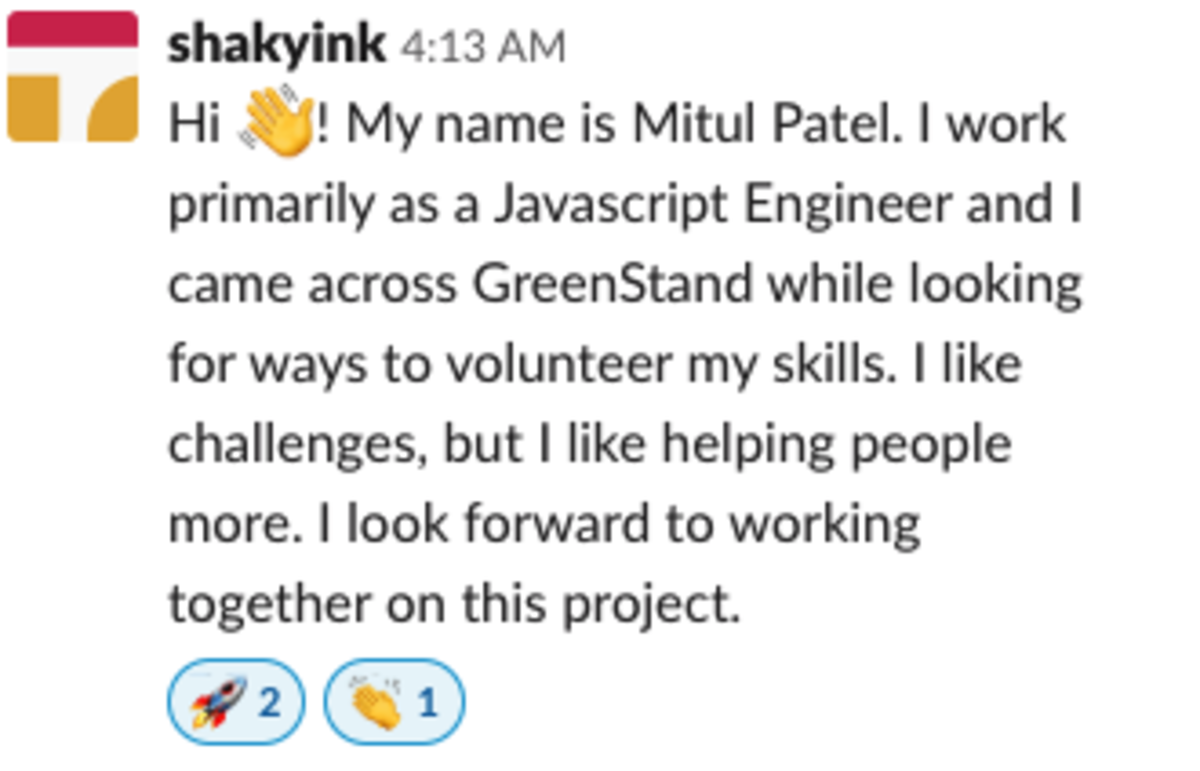 shakyink 4:13 AM
Hi 👋! My name is Mitul Patel. I work
primarily as a Javascript Engineer and I
came across GreenStand while looking
for ways to volunteer my skills. I like
challenges, but I like helping people
more. I look forward to working
together on this project.
🚀 2 👏 1